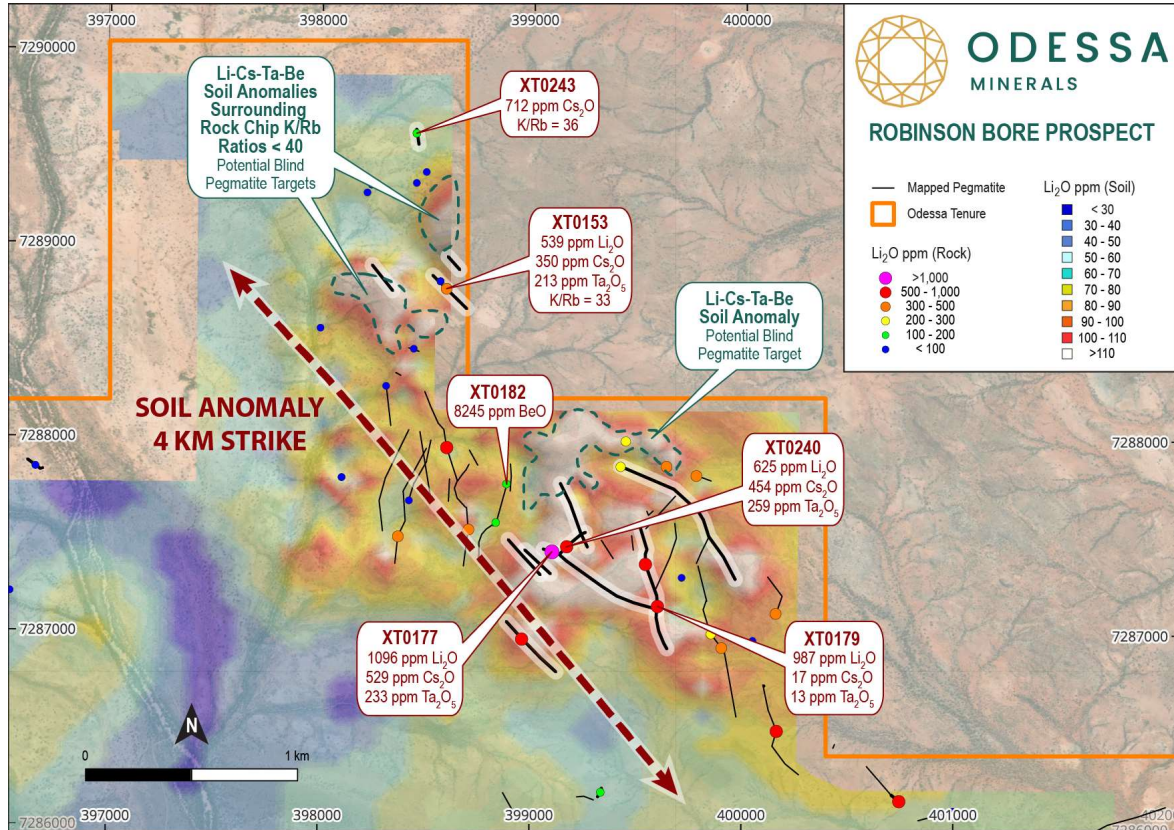 397000
398000
399000
400000
7290000
7289000
7288000
7287000
7286000
Li-Cs-Ta-Be
Soil Anomalies
Surrounding
Rock Chip K/Rb
Ratios < 40
Potential Blind
Pegmatite Targets
XT0243
712 ppm Cs₂O
K/Rb = 36
XT0153
539 ppm Li₂O
350 ppm Cs₂O
213 ppm Ta₂O₅
K/Rb = 33
Li-Cs-Ta-Be
Soil Anomaly
Potential Blind
Pegmatite Target
XT0182
8245 ppm BeO
SOIL ANOMALY
4 KM STRIKE
XT0240
625 ppm Li₂O
454 ppm Cs₂O
259 ppm Ta₂O₅
XT0177
1096 ppm Li₂O
529 ppm Cs₂O
233 ppm Ta₂O₅
XT0179
987 ppm Li₂O
17 ppm Cs₂O
13 ppm Ta₂O₅
N
0
1 km
ODESSA
MINERALS
ROBINSON BORE PROSPECT
Mapped Pegmatite
Odessa Tenure
Li₂O ppm (Rock)
>1,000
500 - 1,000
300 - 500
200 - 300
100 - 200
< 100
Li₂O ppm (Soil)
< 30
30 - 40
40 - 50
50 - 60
60 - 70
70 - 80
80 - 90
90 - 100
100 - 110
>110
7288000
7287000
397000
398000
399000
400000
401000